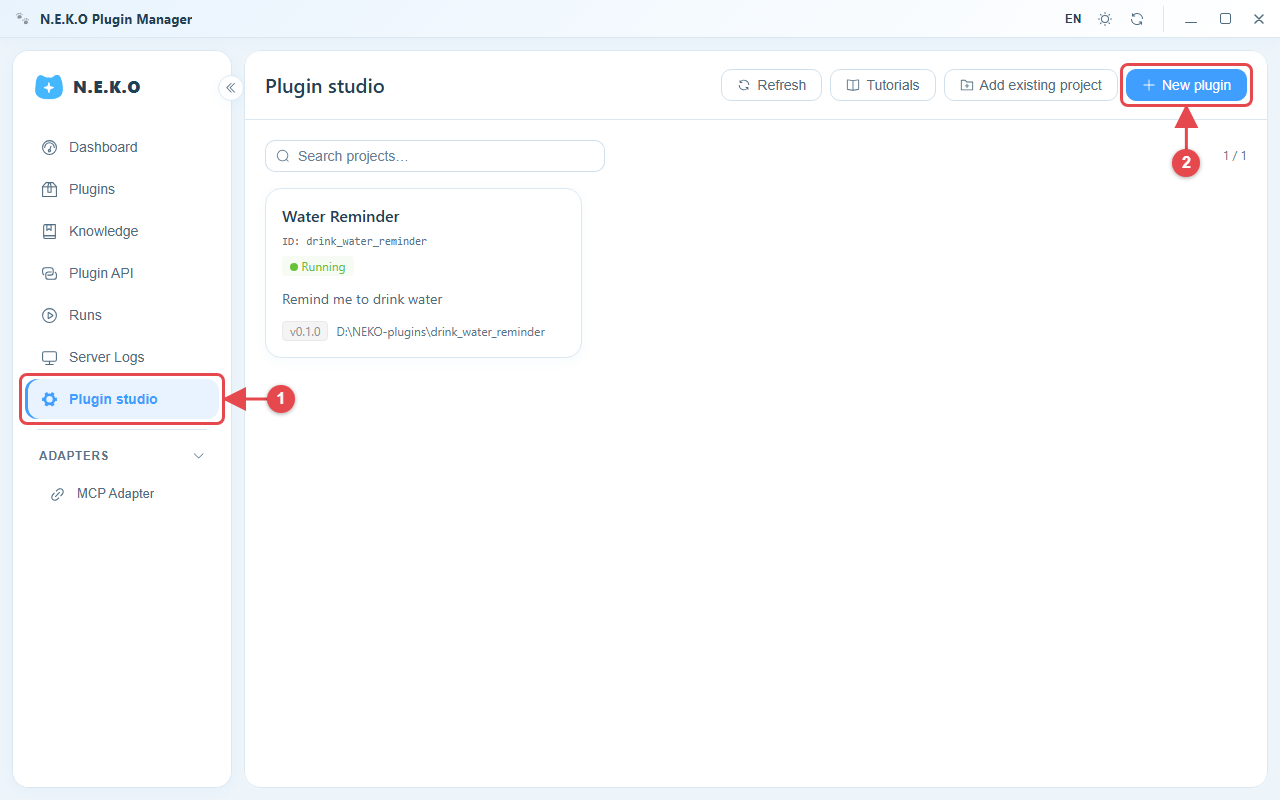 N.E.K.O Plugin Manager
EN
N.E.K.O
Dashboard
Plugins
Knowledge
Plugin API
Runs
Server Logs
Plugin studio
1
ADAPTERS
MCP Adapter
Plugin studio
Refresh
Tutorials
Add existing project
New plugin
2
Search projects...
1 / 1
Water Reminder
ID: drink_water_reminder
Running
Remind me to drink water
v0.1.0 D:\NEKO-plugins\drink_water_reminder